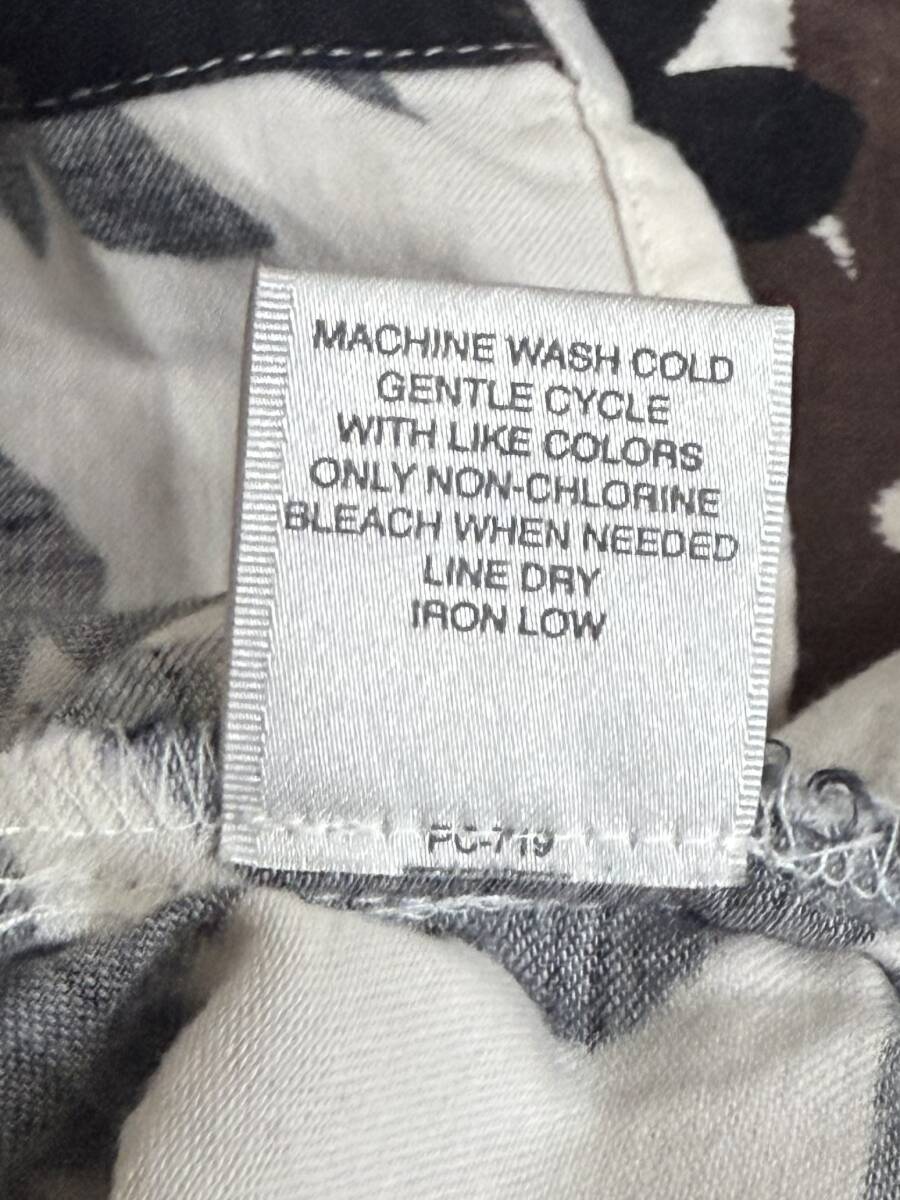 MACHINE WASH COLD
GENTLE CYCLE
WITH LIKE COLORS
ONLY NON-CHLORINE
BLEACH WHEN NEEDED
LINE DRY
IRON LOW